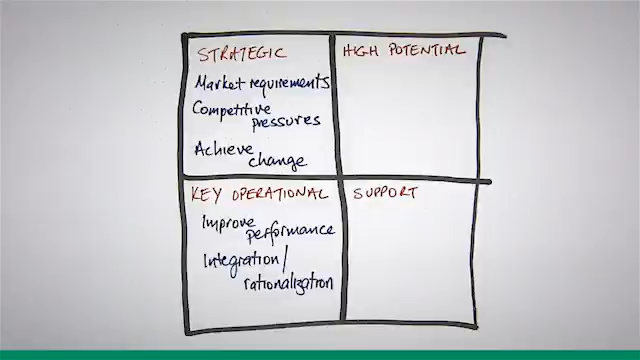 STRATEGIC
Market requirements
Competitive
pressures
Achieve
change
HIGH POTENTIAL
KEY OPERATIONAL
Improve
performance
Integration/
rationalization
SUPPORT